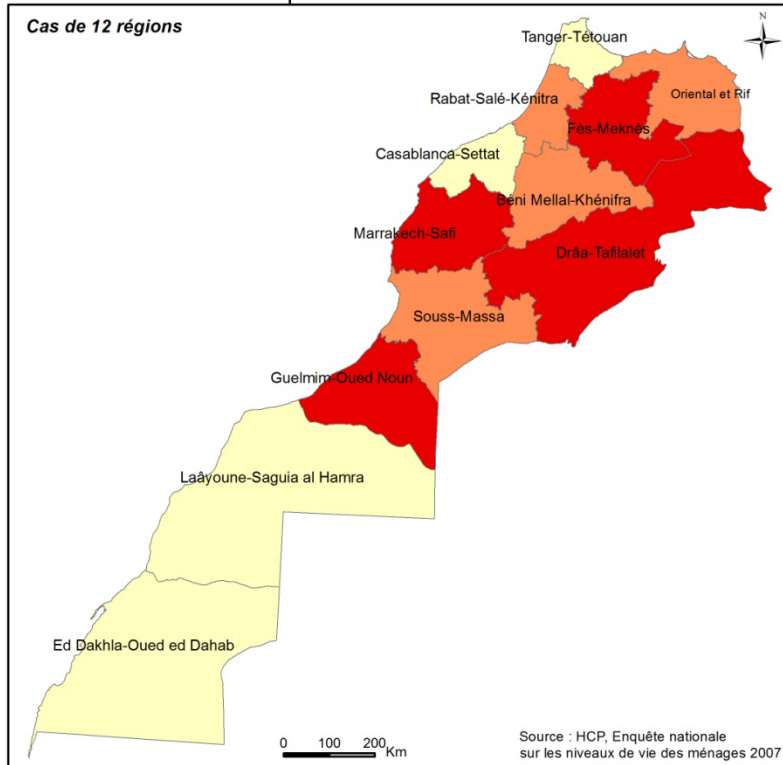 Cas de 12 régions
N
Tanger-Tétouan
Oriental et Rif
Rabat-Salé-Kénitra
Fès-Meknès
Casablanca-Settat
Béni Mellal-Khénifra
Marrakech-Safi
Drâa-Tafilalet
Souss-Massa
Guelmim-Oued Noun
Laâyoune-Saguia al Hamra
Ed Dakhla-Oued ed Dahab
0 100 200
Km
Source : HCP, Enquête nationale
sur les niveaux de vie des ménages 2007